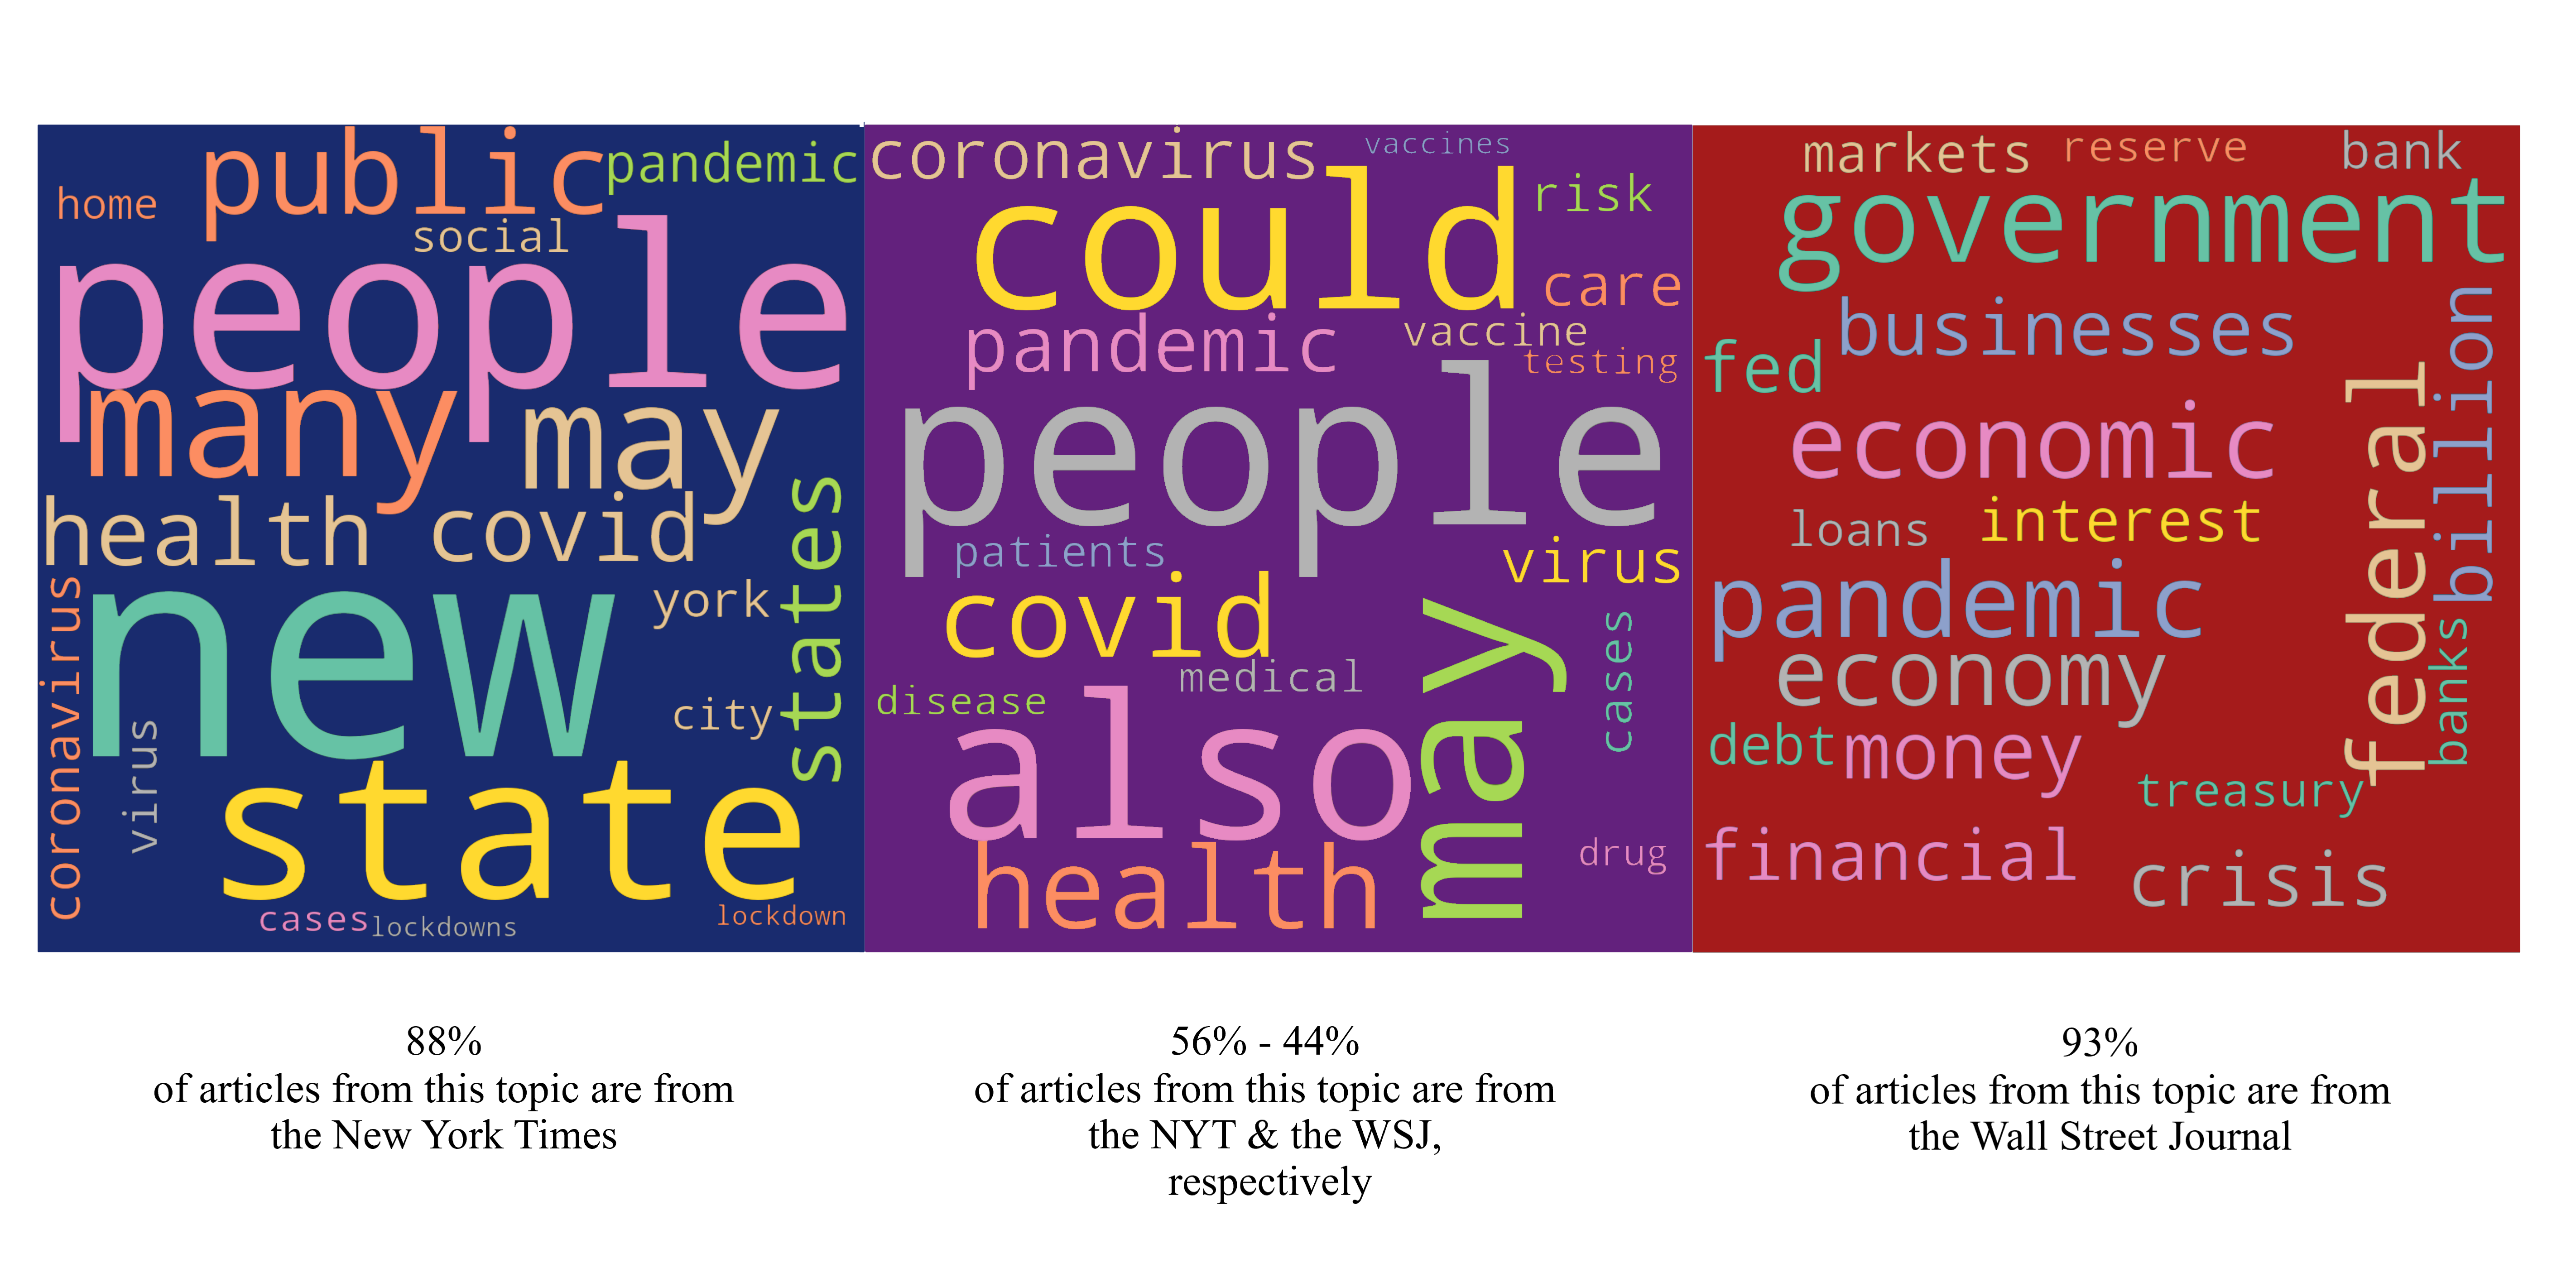 public
pandemic
home
social
people
many
may
health
covid
states
coronavirus
new
york
virus
city
state
cases
lockdowns
lockdown
coronavirus
vaccines
could
risk
care
pandemic
vaccine
testing
people
patients
virus
covid
may
cases
medical
disease
also
drug
health
markets
reserve
bank
government
businesses
billion
fed
federal
economic
loans
interest
pandemic
economy
banks
debt
money
treasury
financial
crisis
88%
of articles from this topic are from
the New York Times
56% - 44%
of articles from this topic are from
the NYT & the WSJ,
respectively
93%
of articles from this topic are from
the Wall Street Journal